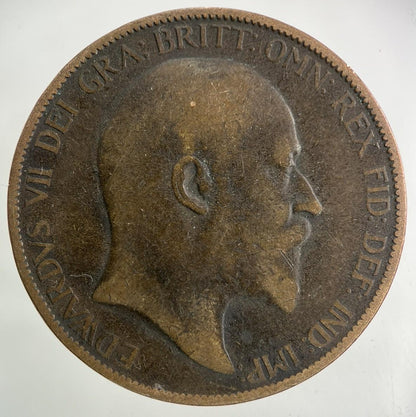 EDWARDVS VII DEI GRA: BRITT: OMN: REX FID: DEF: IND: IMP: